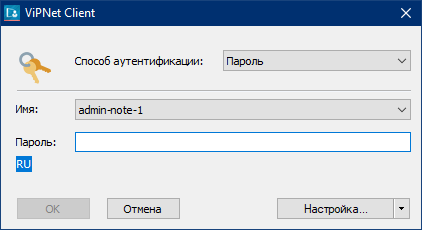 ViPNet Client
Способ аутентификации: Пароль
Имя: admin-note-1
Пароль:
RU
OK Отмена Настройка...